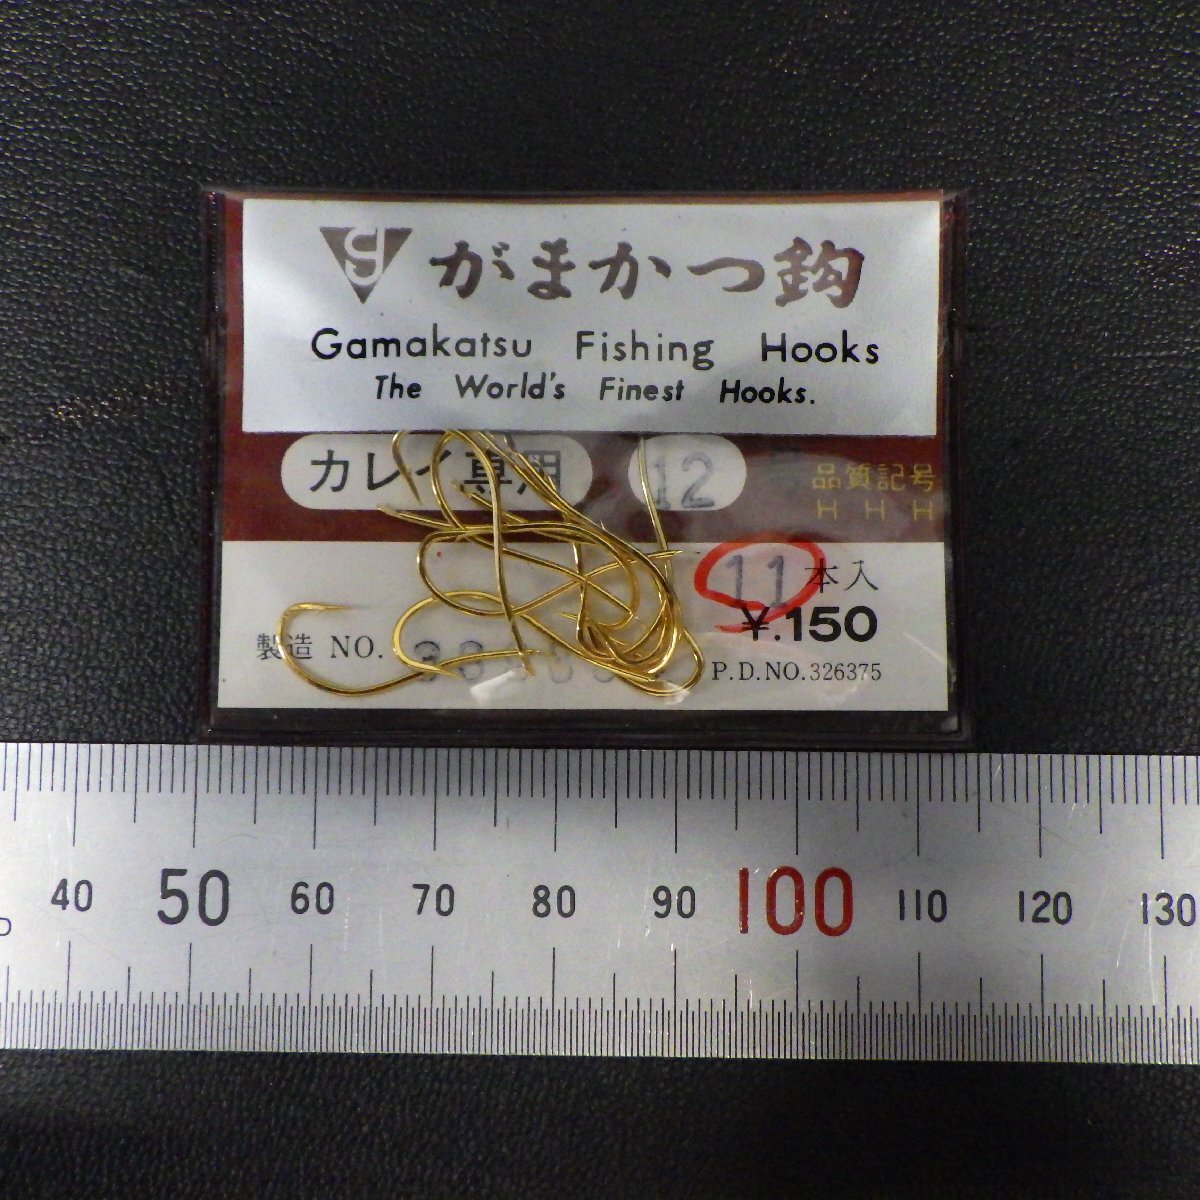 がまかつ鈎
Gamakatsu Fishing Hooks
The World's Finest Hooks.
カレイ専用 12
品質記号
H H H
11本入
¥.150
製造 NO.
P.D.NO.326375
40 50 60 70 80 90 100 110 120 130